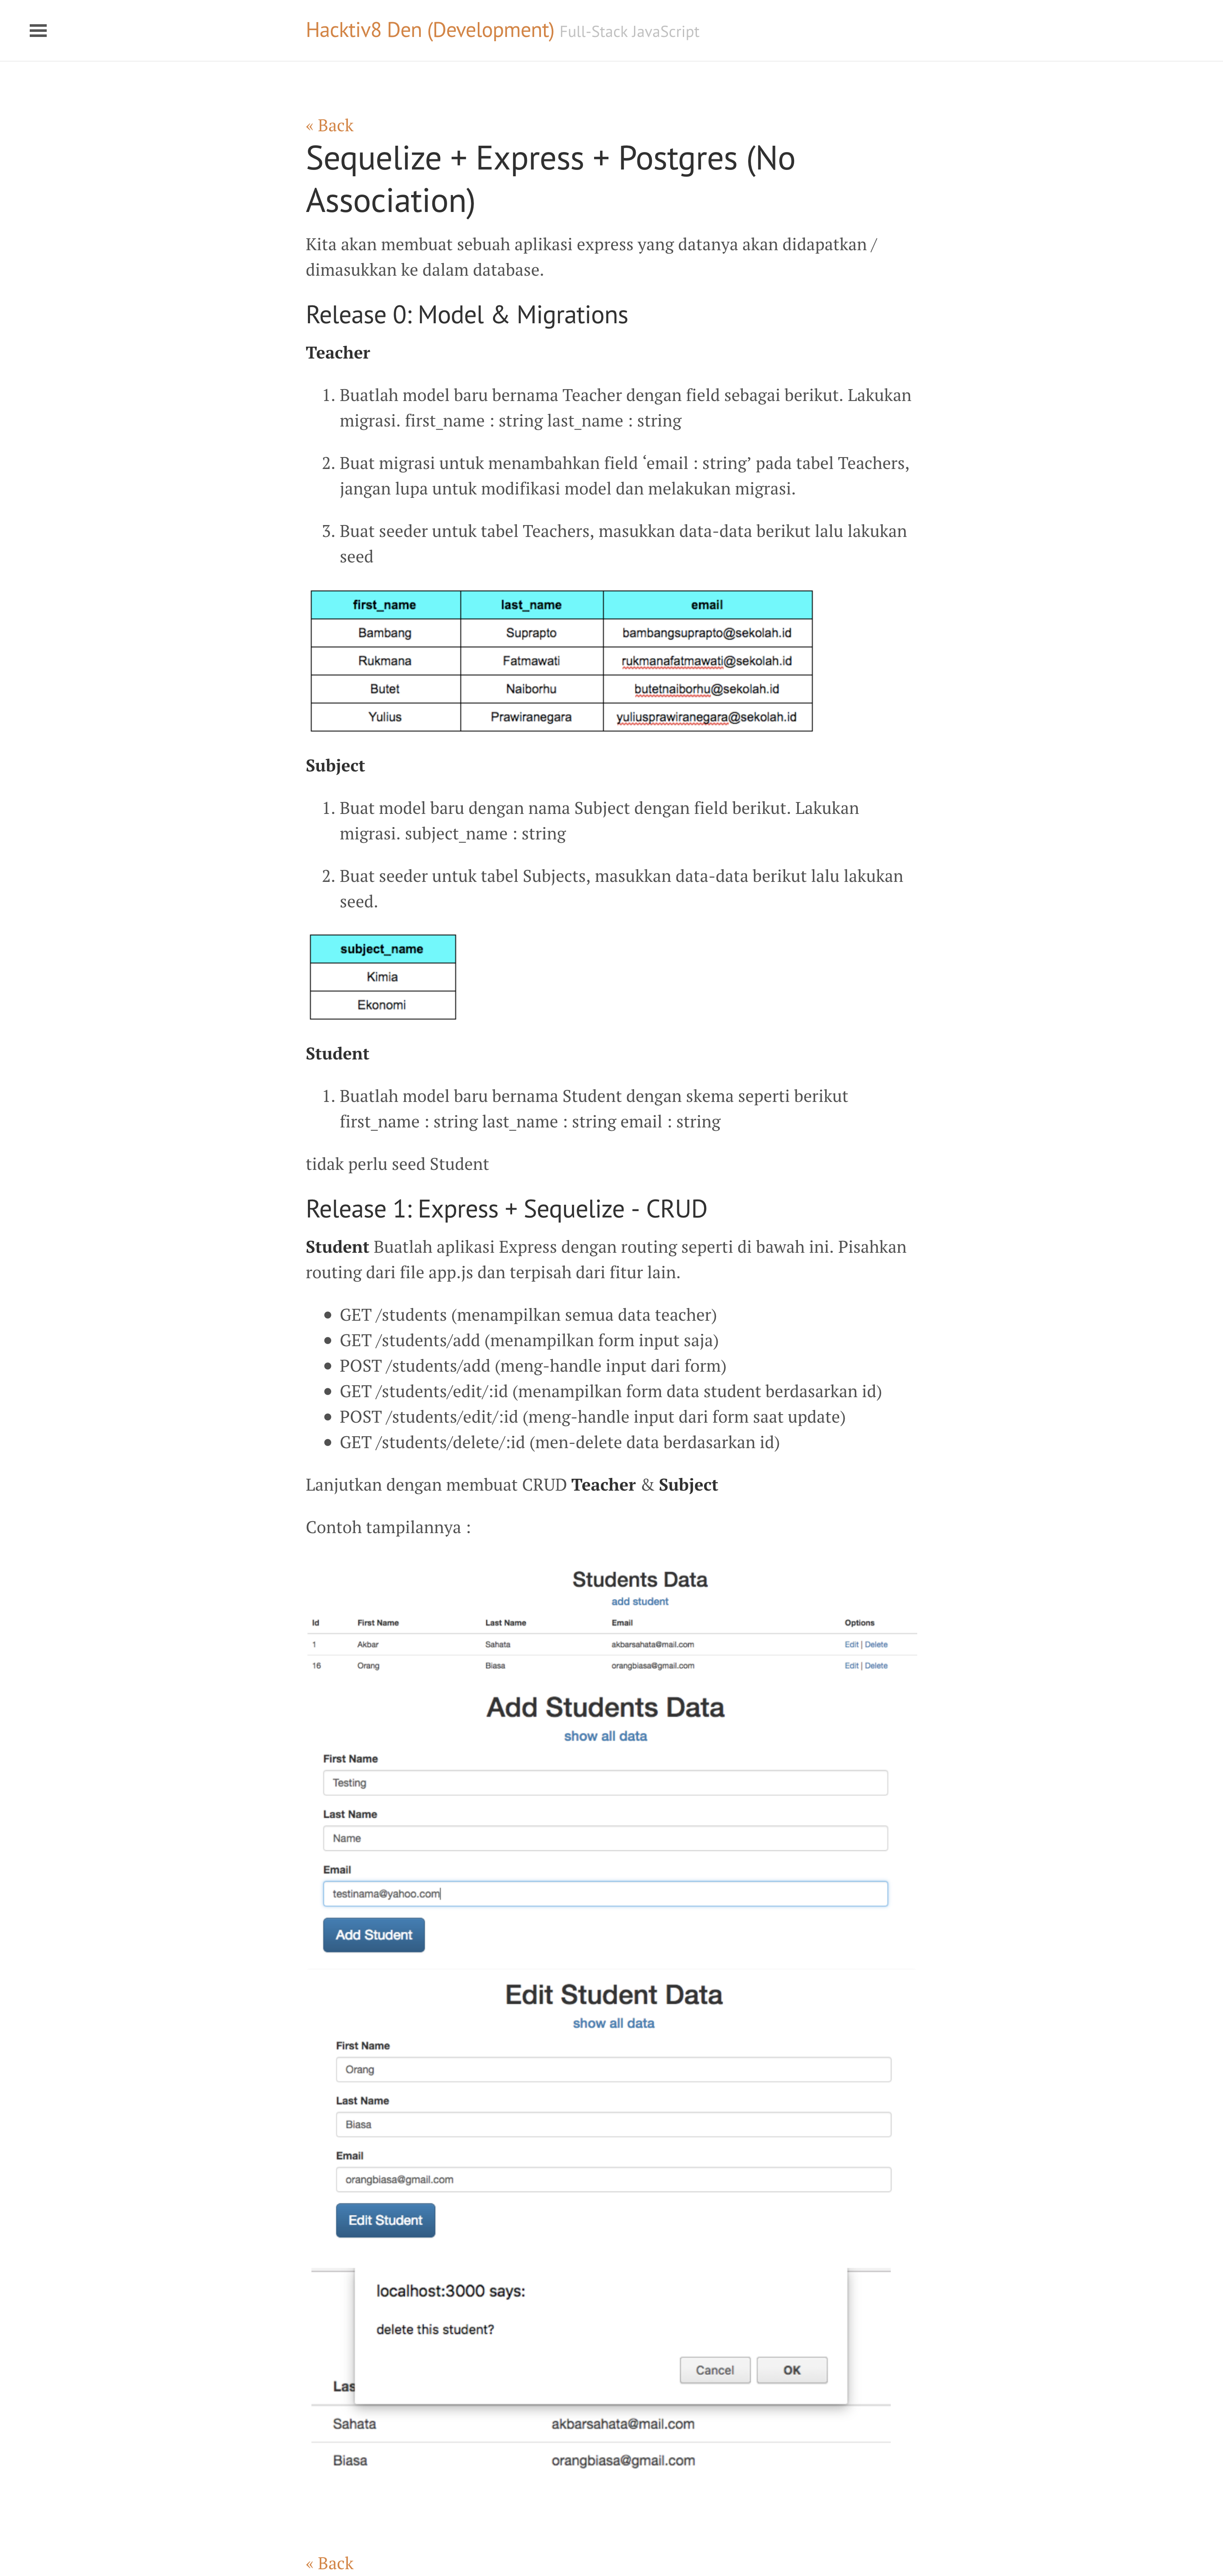 Hacktiv8 Den (Development) Full-Stack JavaScript
« Back
Sequelize + Express + Postgres (No
Association)
Kita akan membuat sebuah aplikasi express yang datanya akan didapatkan /
dimasukkan ke dalam database.
Release 0: Model & Migrations
Teacher
1. Buatlah model baru bernama Teacher dengan field sebagai berikut. Lakukan
migrasi. first_name : string last_name : string
2. Buat migrasi untuk menambahkan field ‘email : string’ pada tabel Teachers,
jangan lupa untuk modifikasi model dan melakukan migrasi.
3. Buat seeder untuk tabel Teachers, masukkan data-data berikut lalu lakukan
seed
first_name last_name email
Bambang Suprapto bambangsuprapto@sekolah.id
Rukmana Fatmawati rukmanafatmawati@sekolah.id
Butet Naiborhu butetnaiborhu@sekolah.id
Yulius Prawiranegara yuliusprawiranegara@sekolah.id
Subject
1. Buat model baru dengan nama Subject dengan field berikut. Lakukan
migrasi. subject_name : string
2. Buat seeder untuk tabel Subjects, masukkan data-data berikut lalu lakukan
seed.
subject_name
Kimia
Ekonomi
Student
1. Buatlah model baru bernama Student dengan skema seperti berikut
first_name : string last_name : string email : string
tidak perlu seed Student
Release 1: Express + Sequelize - CRUD
Student Buatlah aplikasi Express dengan routing seperti di bawah ini. Pisahkan
routing dari file app.js dan terpisah dari fitur lain.
• GET /students (menampilkan semua data teacher)
• GET /students/add (menampilkan form input saja)
• POST /students/add (meng-handle input dari form)
• GET /students/edit/:id (menampilkan form data student berdasarkan id)
• POST /students/edit/:id (meng-handle input dari form saat update)
• GET /students/delete/:id (men-delete data berdasarkan id)
Lanjutkan dengan membuat CRUD Teacher & Subject
Contoh tampilannya :
Students Data
add student
Id First Name Last Name Email Options
1 Akbar Sahata akbarsahata@mail.com Edit | Delete
16 Orang Biasa orangbiasa@gmail.com Edit | Delete
Add Students Data
show all data
First Name
Testing
Last Name
Name
Email
testinama@yahoo.com
Add Student
Edit Student Data
show all data
First Name
Orang
Last Name
Biasa
Email
orangbiasa@gmail.com
Edit Student
localhost:3000 says:
delete this student?
Cancel OK
Las
Sahata akbarsahata@mail.com
Biasa orangbiasa@gmail.com
« Back